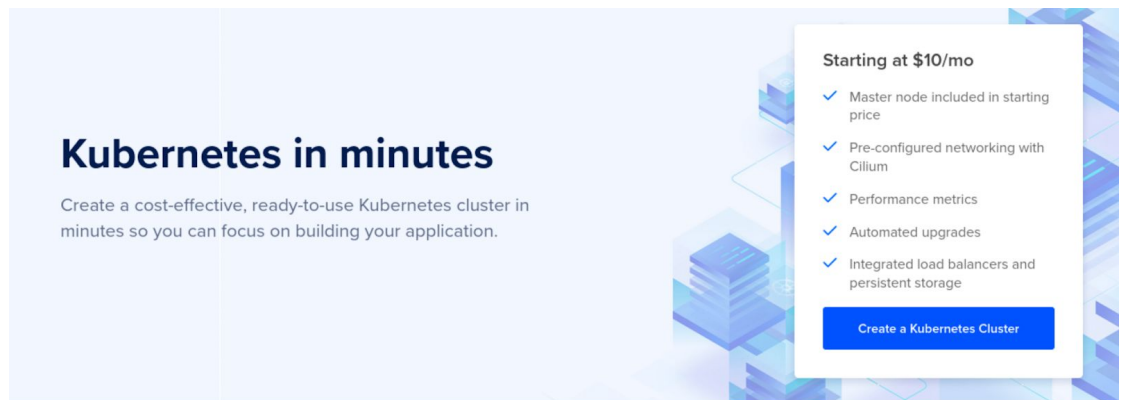 Kubernetes in minutes
Create a cost-effective, ready-to-use Kubernetes cluster in
minutes so you can focus on building your application.
Starting at $10/mo
Master node included in starting
price
Pre-configured networking with
Cilium
Performance metrics
Automated upgrades
Integrated load balancers and
persistent storage
Create a Kubernetes Cluster